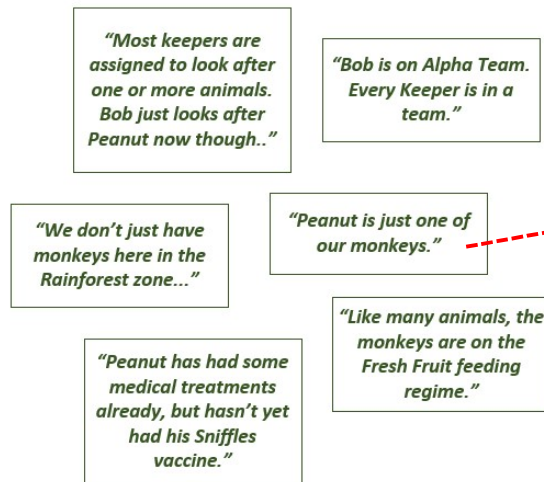 “Most keepers are
assigned to look after
one or more animals.
Bob just looks after
Peanut now though..”
“Bob is on Alpha Team.
Every Keeper is in a
team.”
“We don’t just have
monkeys here in the
Rainforest zone...”
“Peanut is just one of
our monkeys.”
“Like many animals, the
monkeys are on the
Fresh Fruit feeding
regime.”
“Peanut has had some
medical treatments
already, but hasn’t yet
had his Sniffles
vaccine.”